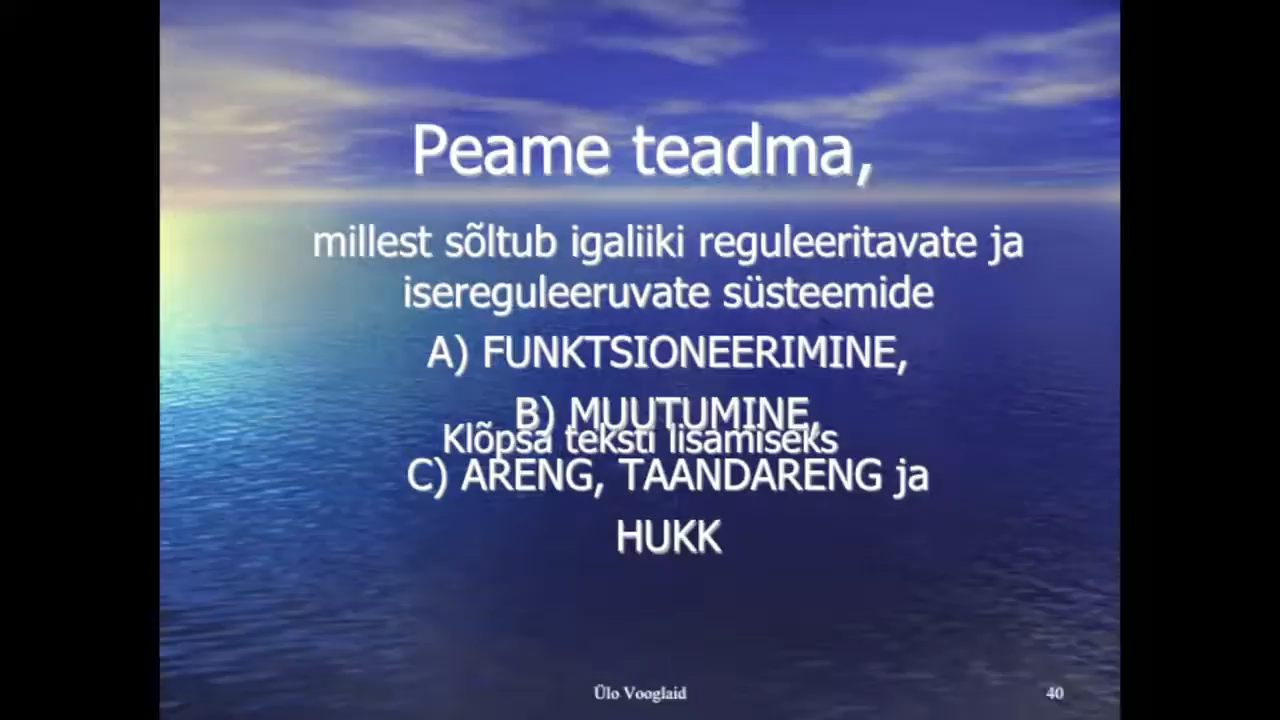 Peame teadma,
millest sõltub igaliiki reguleeritavate ja
isereguleeruvate süsteemide
A) FUNKTSIONEERIMINE,
B) MUUTUMINE,
Klõpsa teksti lisamiseks
C) ARENG, TAANDARENG ja
HUKK
Ülo Vooglaid
40